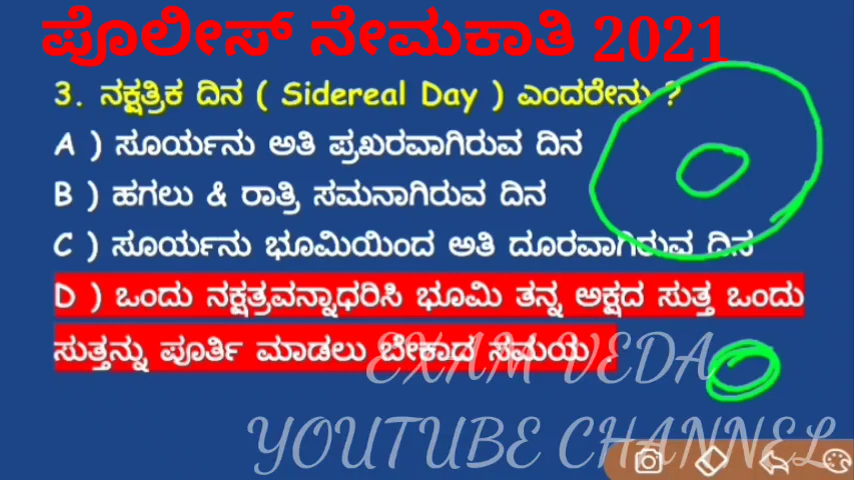 ಪೊಲೀಸ್ ನೇಮಕಾತಿ 2021
3. ನಕ್ಷತ್ರಿಕ ದಿನ ( Sidereal Day ) ಎಂದರೇನು ?
A ) ಸೂರ್ಯನು ಅತಿ ಪ್ರಖರವಾಗಿರುವ ದಿನ
B ) ಹಗಲು & ರಾತ್ರಿ ಸಮನಾಗಿರುವ ದಿನ
C ) ಸೂರ್ಯನು ಭೂಮಿಯಿಂದ ಅತಿ ದೂರವಾಗಿರುವ ದಿನ
D ) ಒಂದು ನಕ್ಷತ್ರವನ್ನಾಧರಿಸಿ ಭೂಮಿ ತನ್ನ ಅಕ್ಷದ ಸುತ್ತ ಒಂದು
ಸುತ್ತನ್ನು ಪೂರ್ತಿ ಮಾಡಲು ಬೇಕಾದ ಸಮಯ .
EXAM VEDA
YOUTUBE CHANNEL